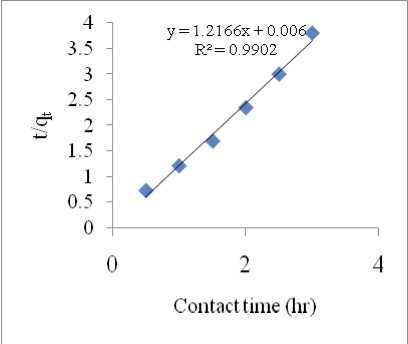 4
y = 1.2166x + 0.006
R² = 0.9902
3.5
3
2.5
2
1.5
1
0.5
0
t/qt
0 2 4
Contact time (hr)